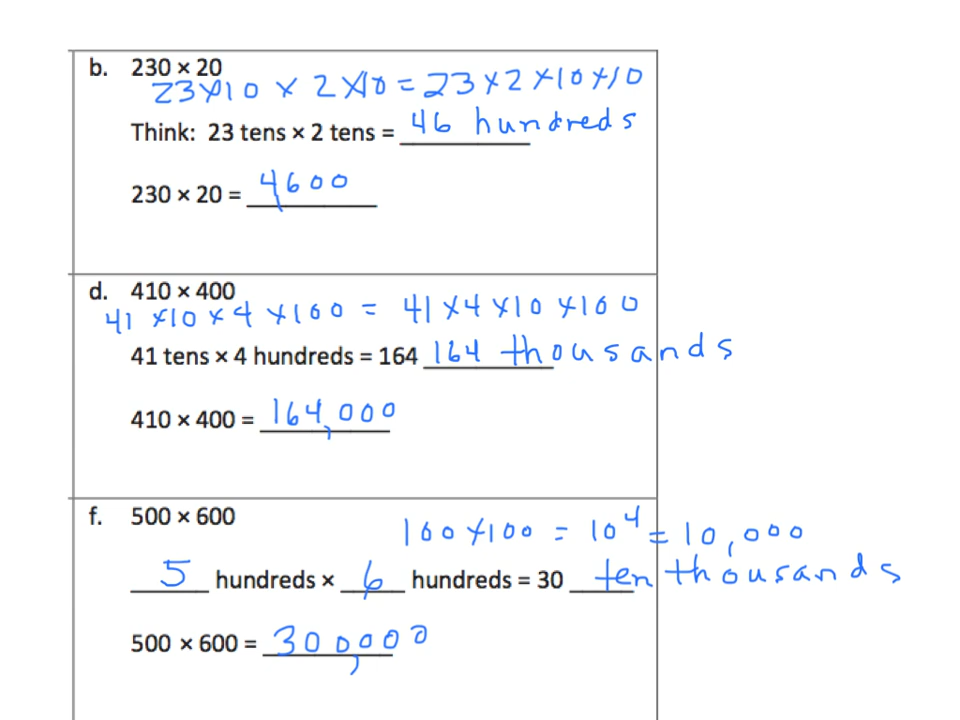 b. 230 × 20
23×10 × 2×10 = 23×2×10×10
Think: 23 tens × 2 tens = 46 hundreds
230 × 20 = 4,600
d. 410 × 400
41×10×4×100 = 41×4×10×100
41 tens × 4 hundreds = 164 164 thousands
410 × 400 = 164,000
f. 500 × 600
100×100 = 10⁴ = 10,000
5 hundreds × 6 hundreds = 30 ten thousands
500 × 600 = 300,000